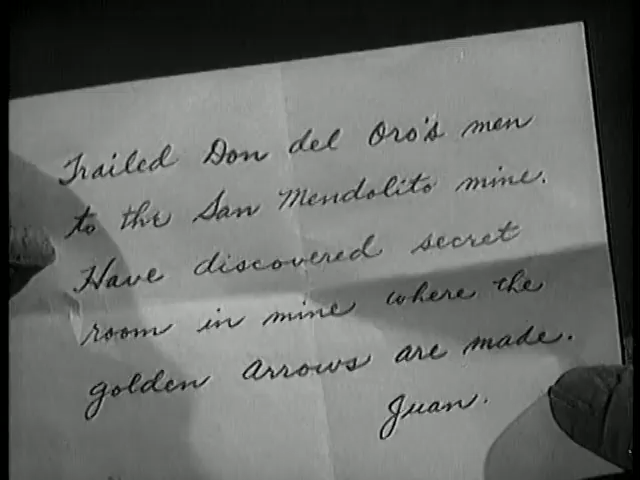 Trailed Don del Oro's men
to the San Mendolito mine.
Have discovered secret
room in mine where the
golden arrows are made.
Juan.